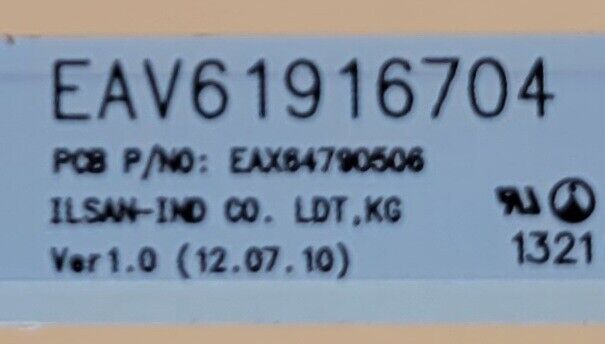 EAV61916704
PCB P/NO: EAX64790506
ILSAN-IND CO. LDT,KG
Ver1.0 (12.07.10)
1321